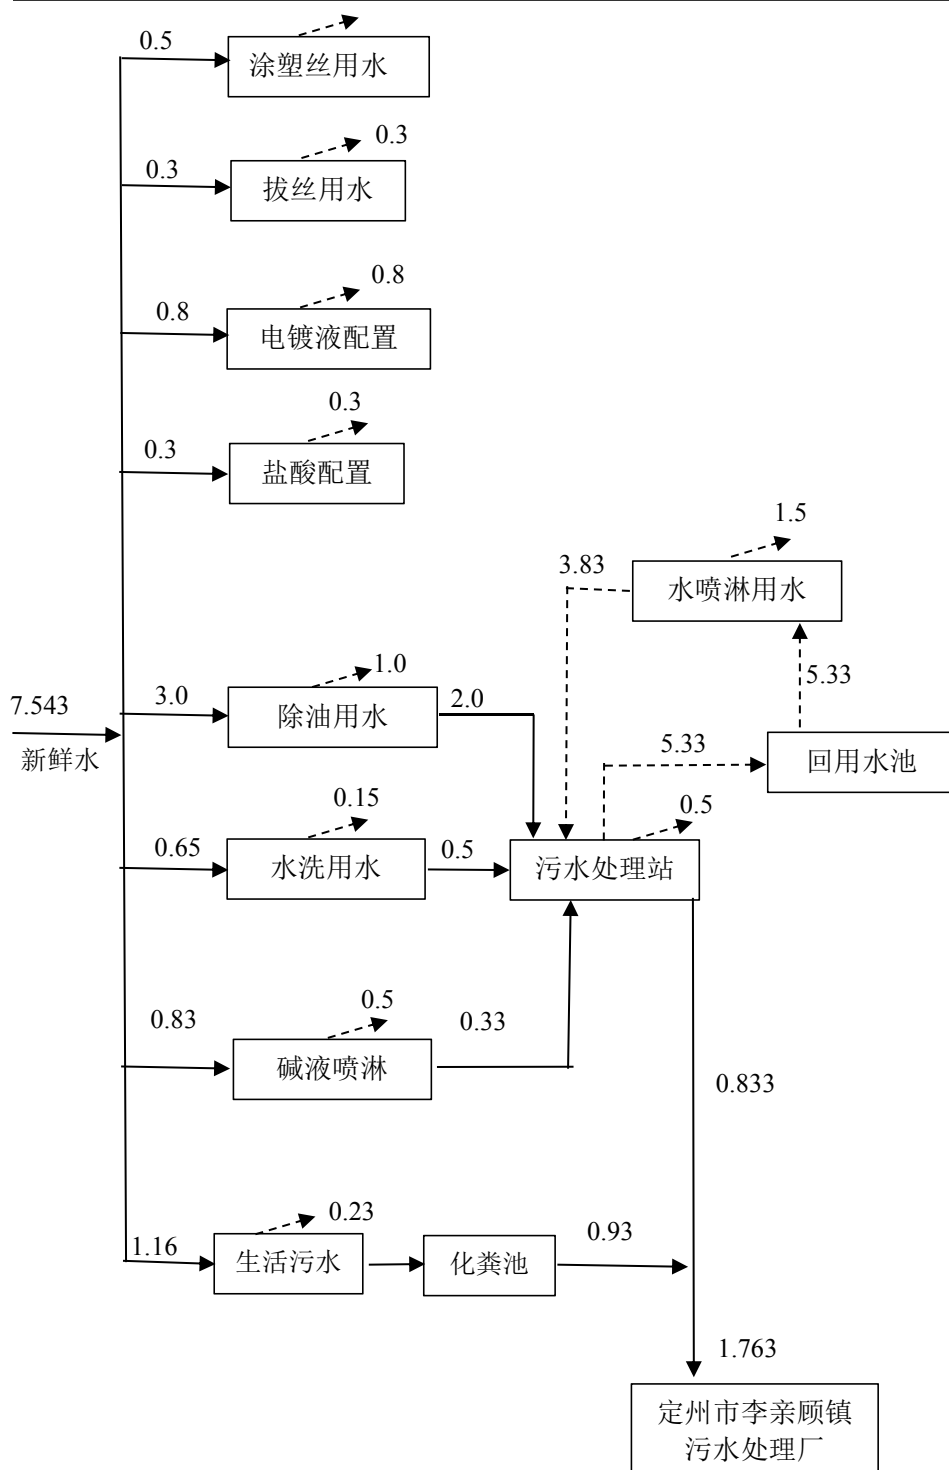 0.5
涂塑丝用水
0.3
0.3
拔丝用水
0.8
0.8
电镀液配置
0.3
0.3
盐酸配置
1.5
3.83
水喷淋用水
5.33
1.0
3.0
除油用水
2.0
7.543
新鲜水
5.33
回用水池
0.15
0.5
0.65
水洗用水
0.5
污水处理站
0.5
0.83
碱液喷淋
0.33
0.833
0.23
1.16
生活污水
化粪池
0.93
1.763
定州市李亲顾镇
污水处理厂